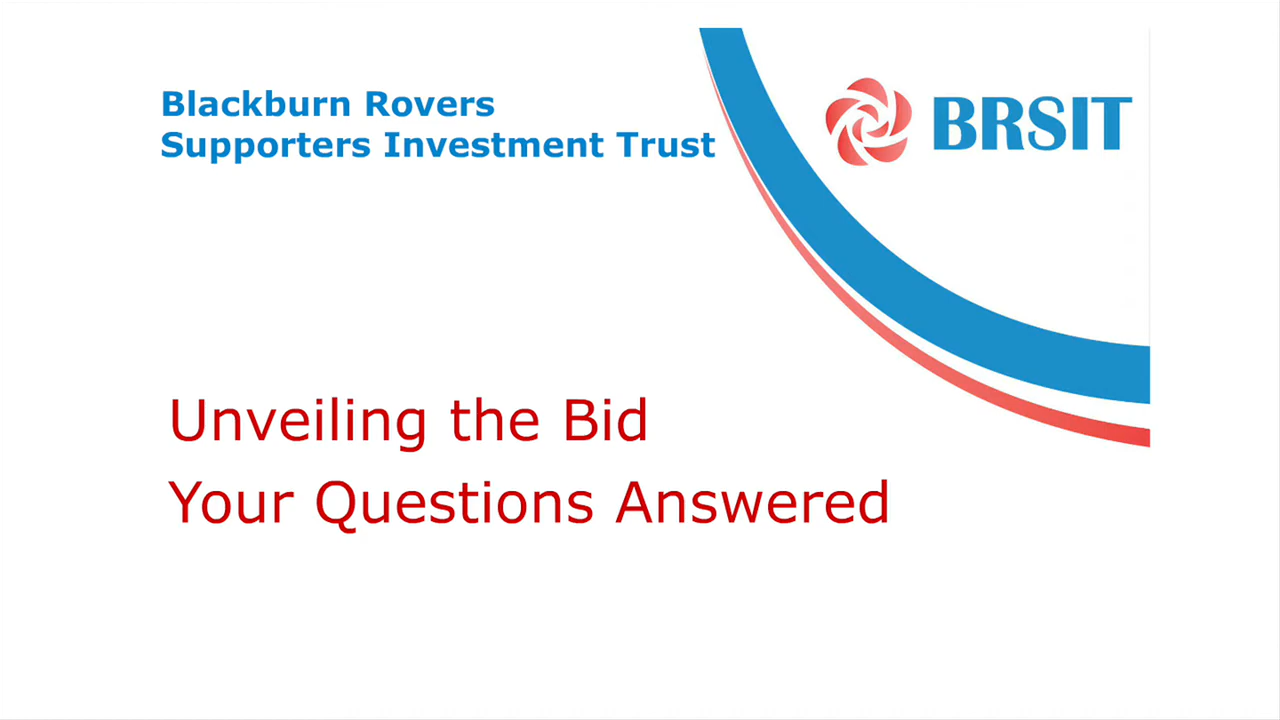 Blackburn Rovers
Supporters Investment Trust
BRSIT
Unveiling the Bid
Your Questions Answered